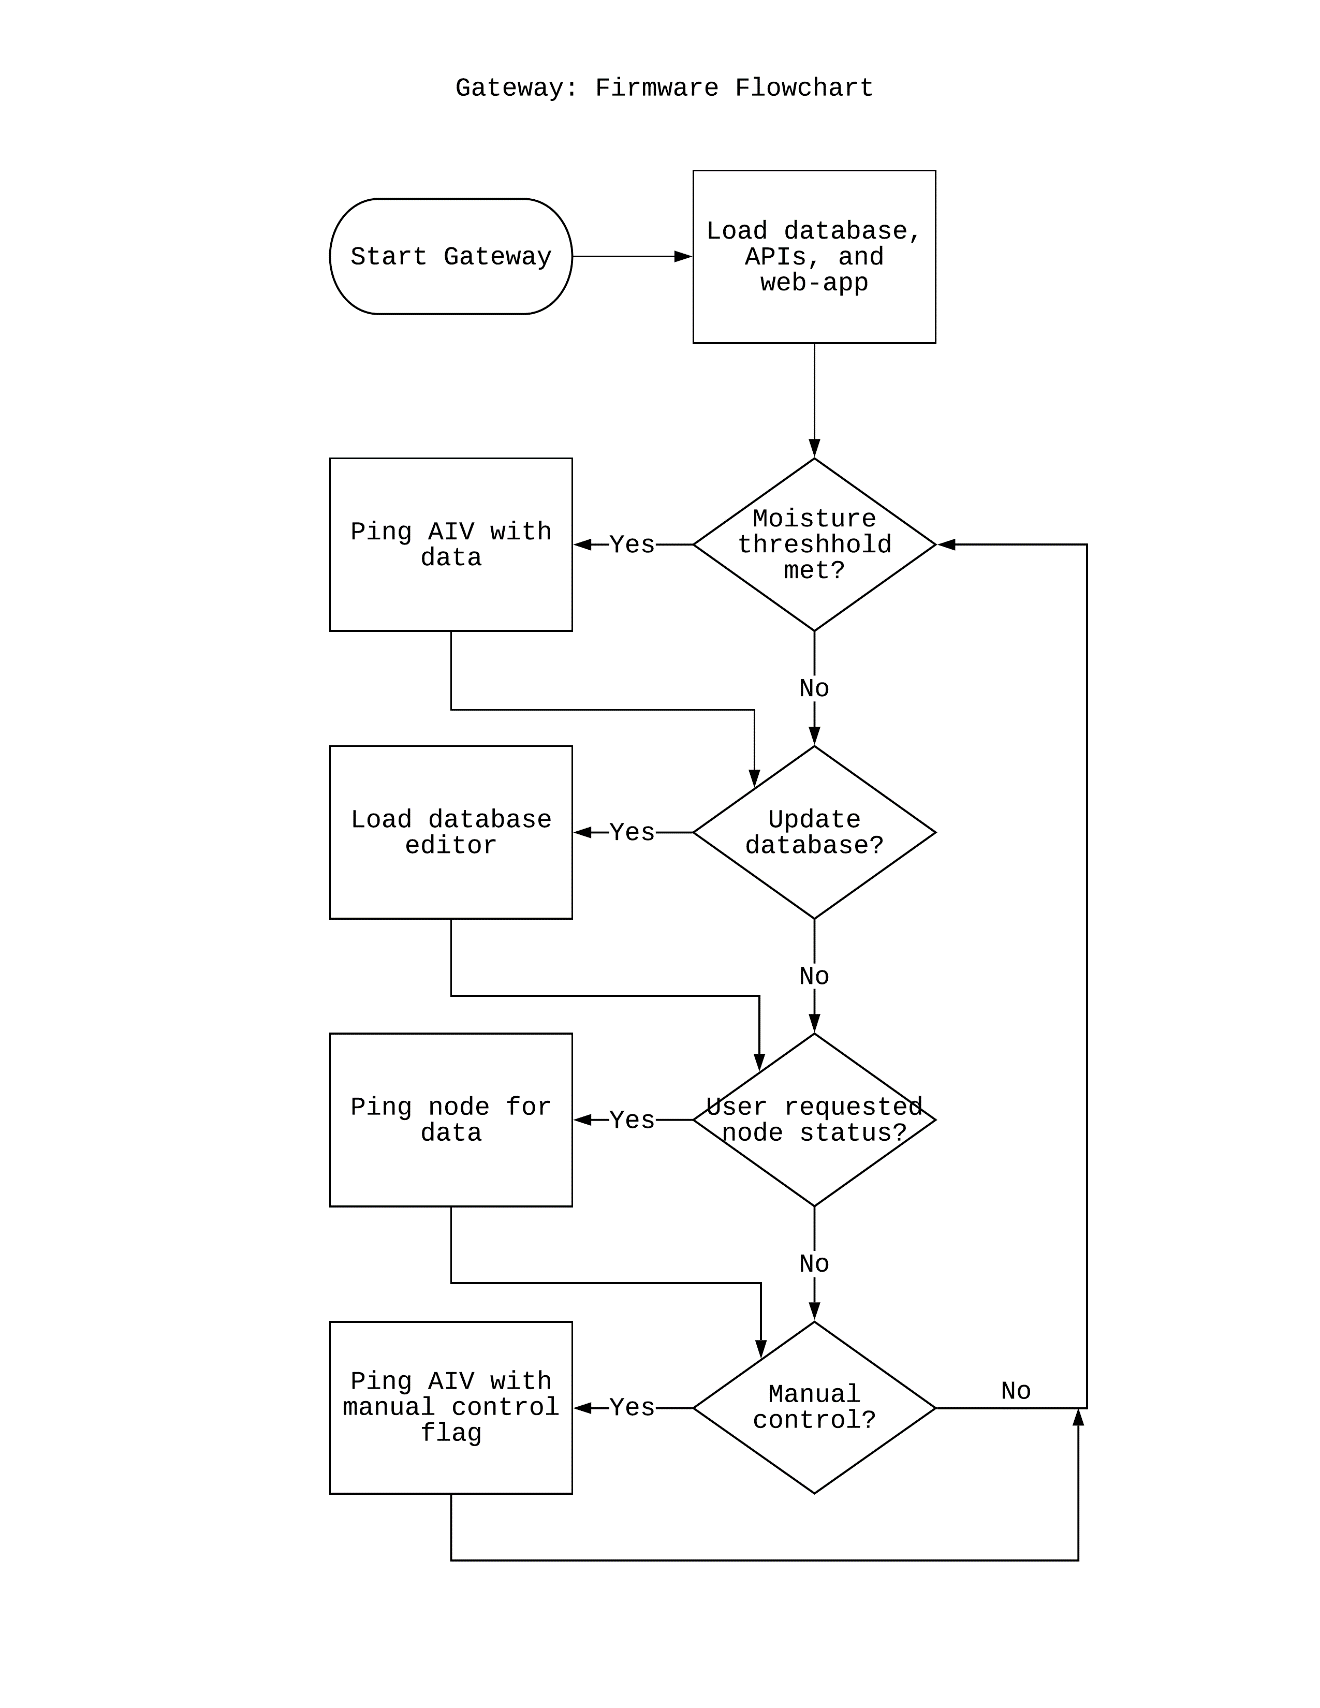 Gateway: Firmware Flowchart
Start Gateway
Load database,
APIs, and
web-app
Moisture
threshhold
met?
Yes
Ping AIV with
data
No
Update
database?
Yes
Load database
editor
No
User requested
node status?
Yes
Ping node for
data
No
Manual
control?
Yes
Ping AIV with
manual control
flag
No